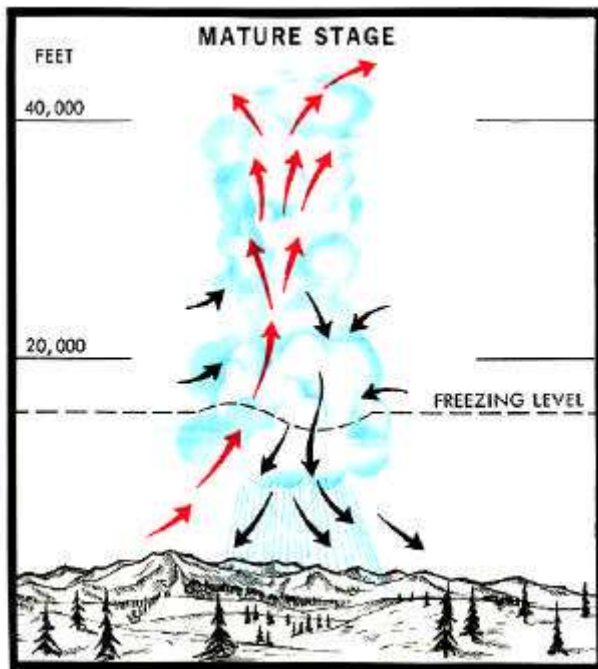 MATURE STAGE
FEET
40,000
20,000
FREEZING LEVEL